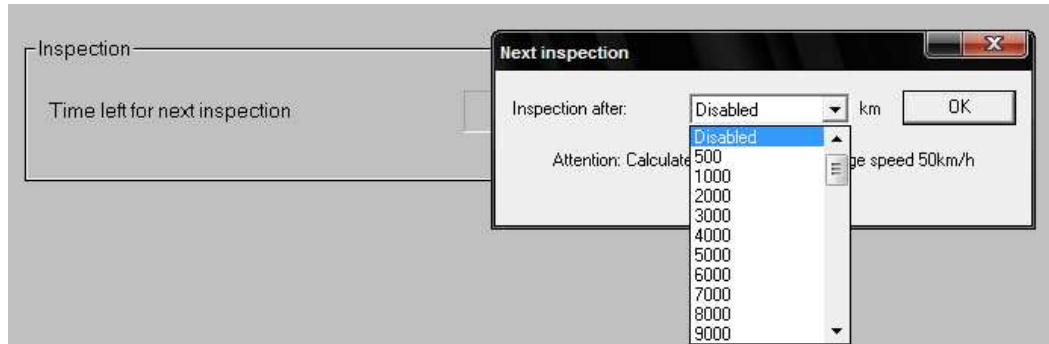 Inspection
Time left for next inspection
Next inspection
Inspection after: Disabled km OK
Disabled
Attention: Calculate ge speed 50km/h
500
1000
2000
3000
4000
5000
6000
7000
8000
9000